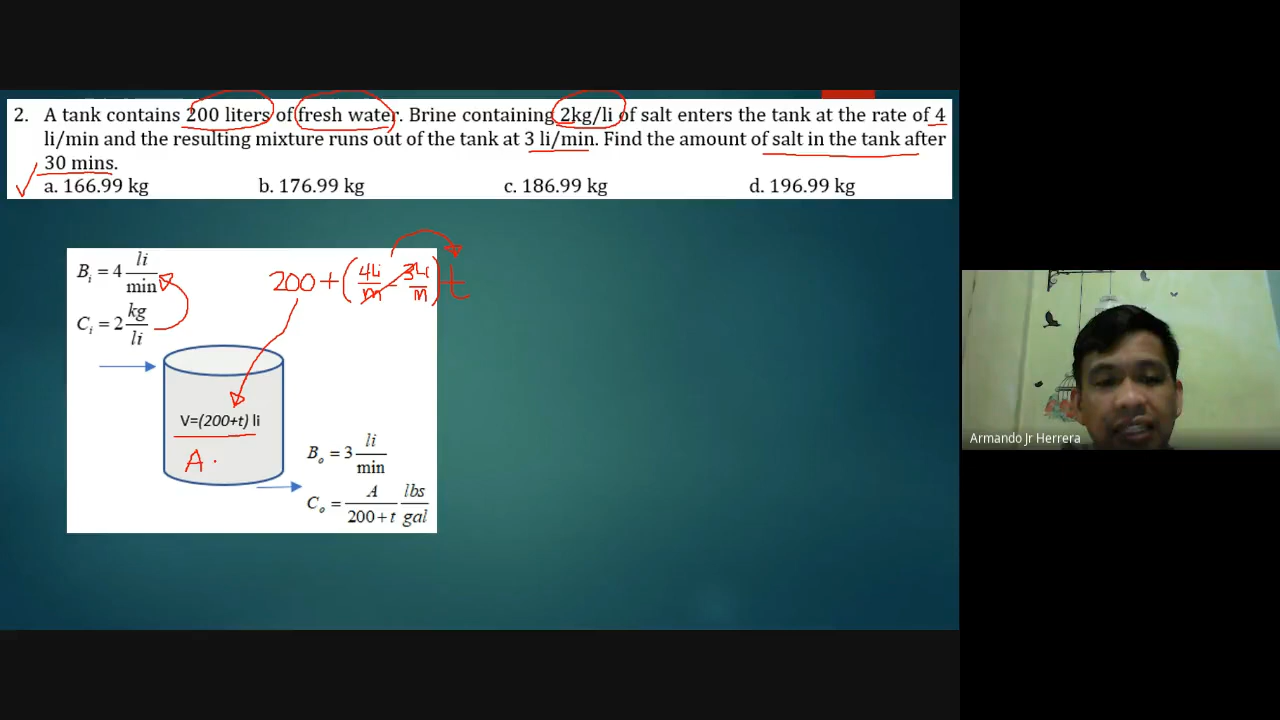 2. A tank contains 200 liters of fresh water. Brine containing 2kg/li of salt enters the tank at the rate of 4
li/min and the resulting mixture runs out of the tank at 3 li/min. Find the amount of salt in the tank after
30 mins.
a. 166.99 kg b. 176.99 kg c. 186.99 kg d. 196.99 kg
B_i = 4 li/min
200 + (4Li/m - 3Li/m) t
C_i = 2 kg/li
V=(200+t) li
A
B_o = 3 li/min
C_o = A/(200+t) lbs/gal
Armando Jr Herrera